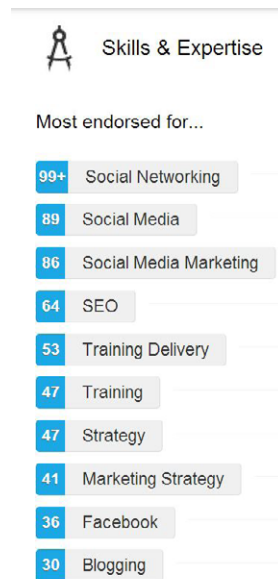 Skills & Expertise
Most endorsed for...
99+ Social Networking
89 Social Media
86 Social Media Marketing
64 SEO
53 Training Delivery
47 Training
47 Strategy
41 Marketing Strategy
36 Facebook
30 Blogging